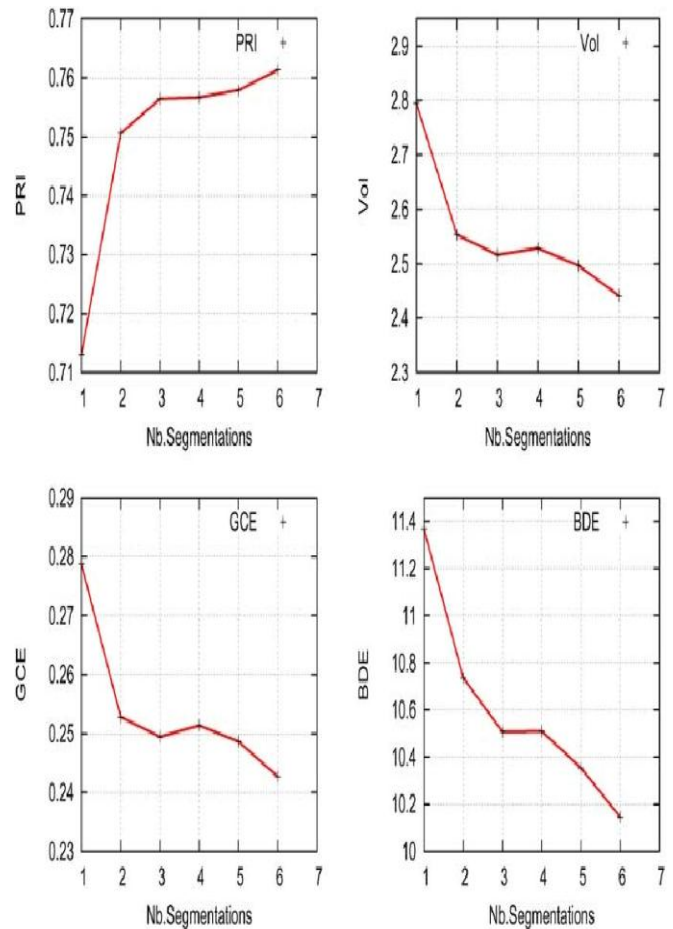 0.77
0.76
0.75
0.74
0.73
0.72
0.71
PRI
PRI
1 2 3 4 5 6 7
Nb.Segmentations
2.9
2.8
2.7
2.6
2.5
2.4
2.3
VoI
VoI
1 2 3 4 5 6 7
Nb.Segmentations
0.29
0.28
0.27
0.26
0.25
0.24
0.23
GCE
GCE
1 2 3 4 5 6 7
Nb.Segmentations
11.4
11.2
11
10.8
10.6
10.4
10.2
10
BDE
BDE
1 2 3 4 5 6 7
Nb.Segmentations